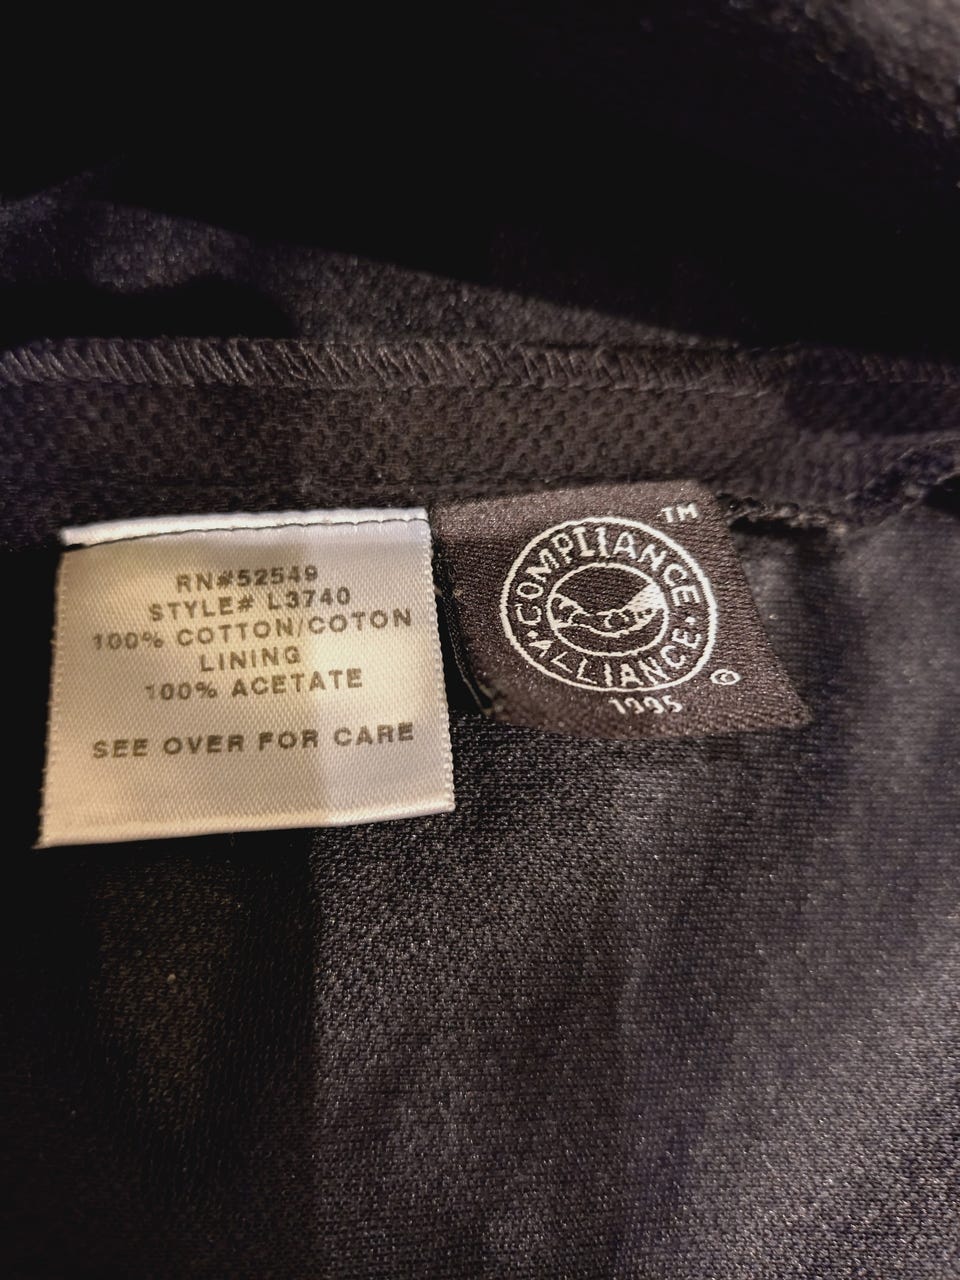 RN#52549
STYLE# L3740
100% COTTON/COTON
LINING
100% ACETATE
SEE OVER FOR CARE
TM
COMPLIANCE
• ALLIANCE •
©
1995